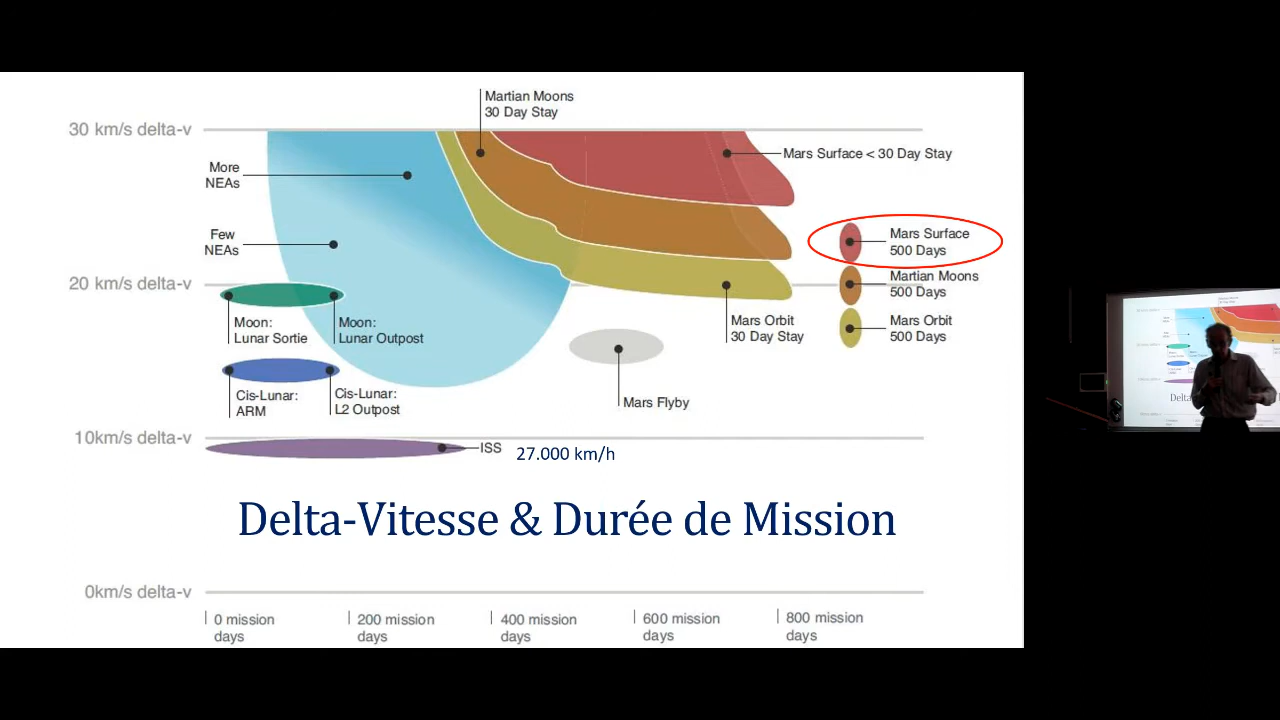 Martian Moons
30 Day Stay
30 km/s delta-v
Mars Surface < 30 Day Stay
More
NEAs
Few
NEAs
Mars Surface
500 Days
20 km/s delta-v
Martian Moons
500 Days
Moon:
Lunar Sortie
Moon:
Lunar Outpost
Mars Orbit
30 Day Stay
Mars Orbit
500 Days
Cis-Lunar:
ARM
Cis-Lunar:
L2 Outpost
Mars Flyby
10km/s delta-v
ISS
27.000 km/h
Delta-Vitesse & Durée de Mission
0km/s delta-v
0 mission
days
200 mission
days
400 mission
days
600 mission
days
800 mission
days